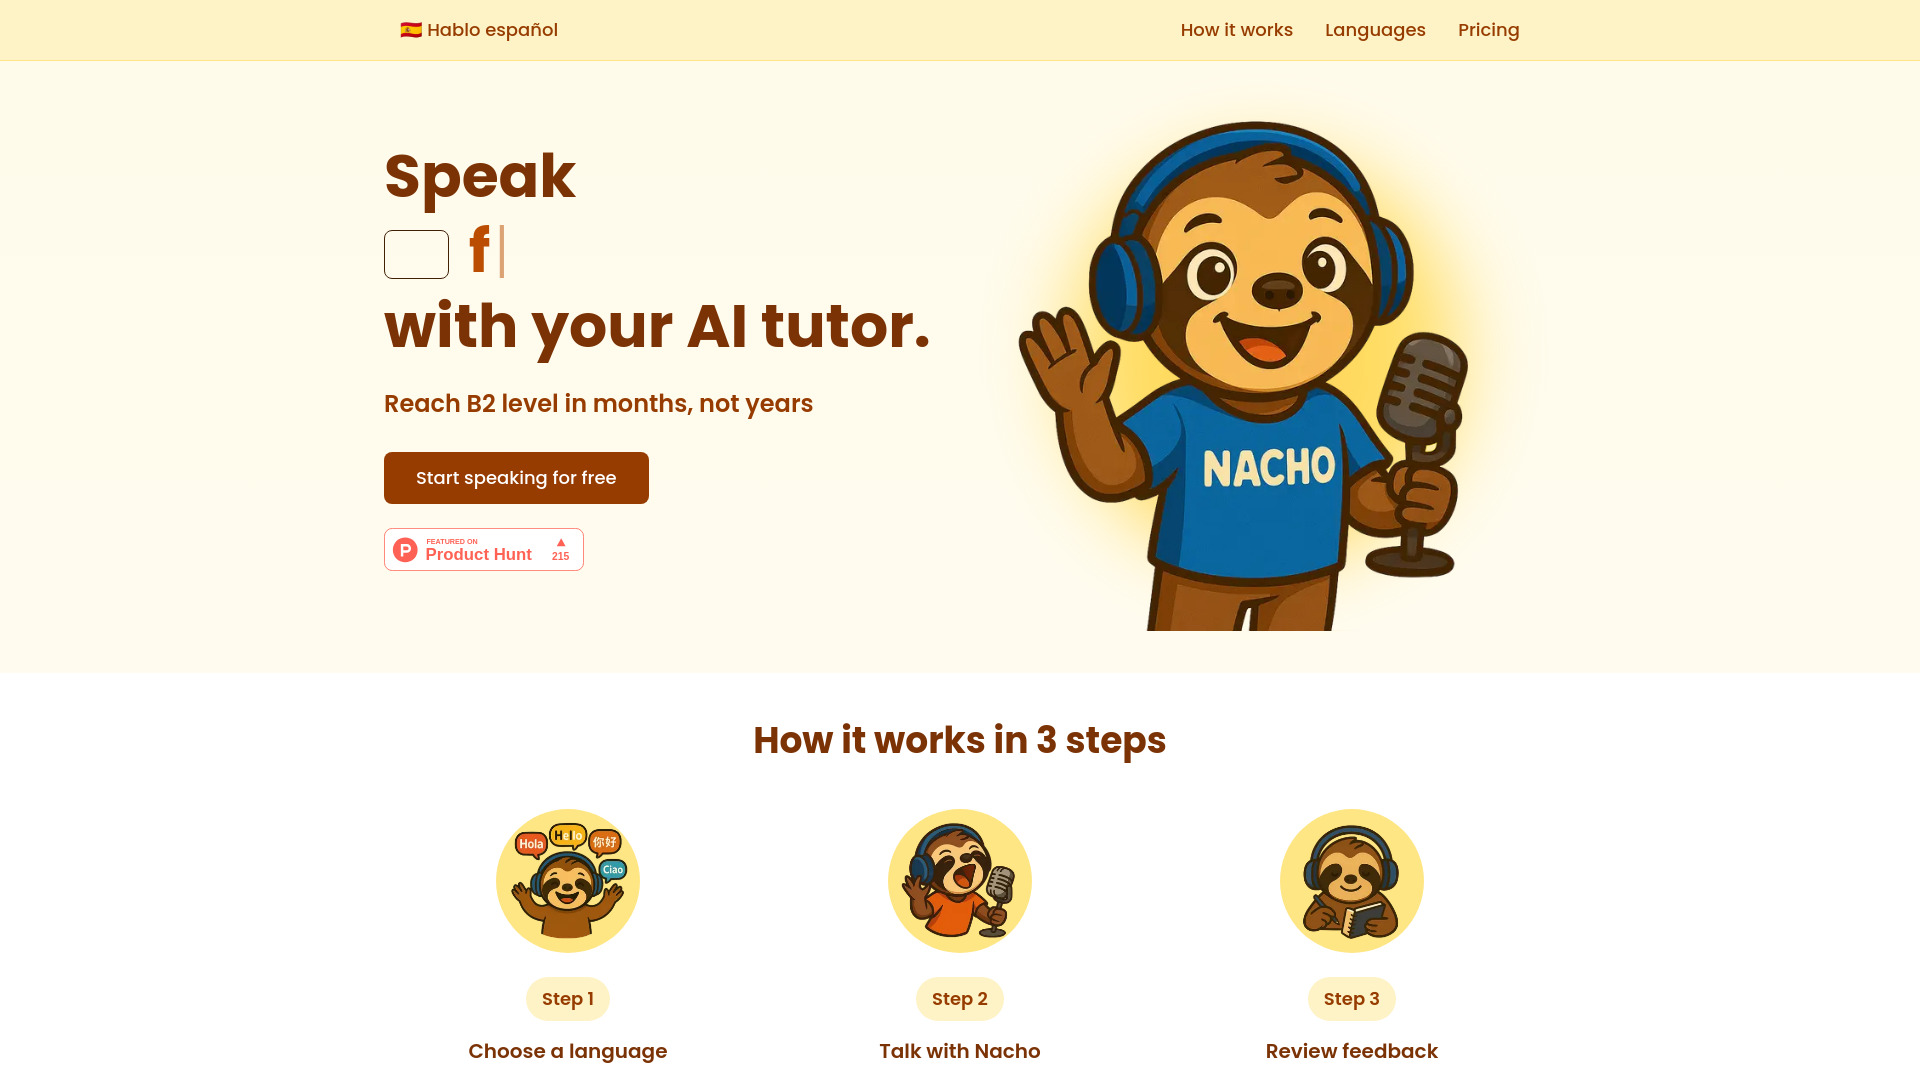 Hablo español
How it works
Languages
Pricing
Speak
f
with your AI tutor.
Reach B2 level in months, not years
Start speaking for free
FEATURED ON
Product Hunt
215
NACHO
How it works in 3 steps
Hola
Hello
你好
Ciao
Step 1
Step 2
Step 3
Choose a language
Talk with Nacho
Review feedback